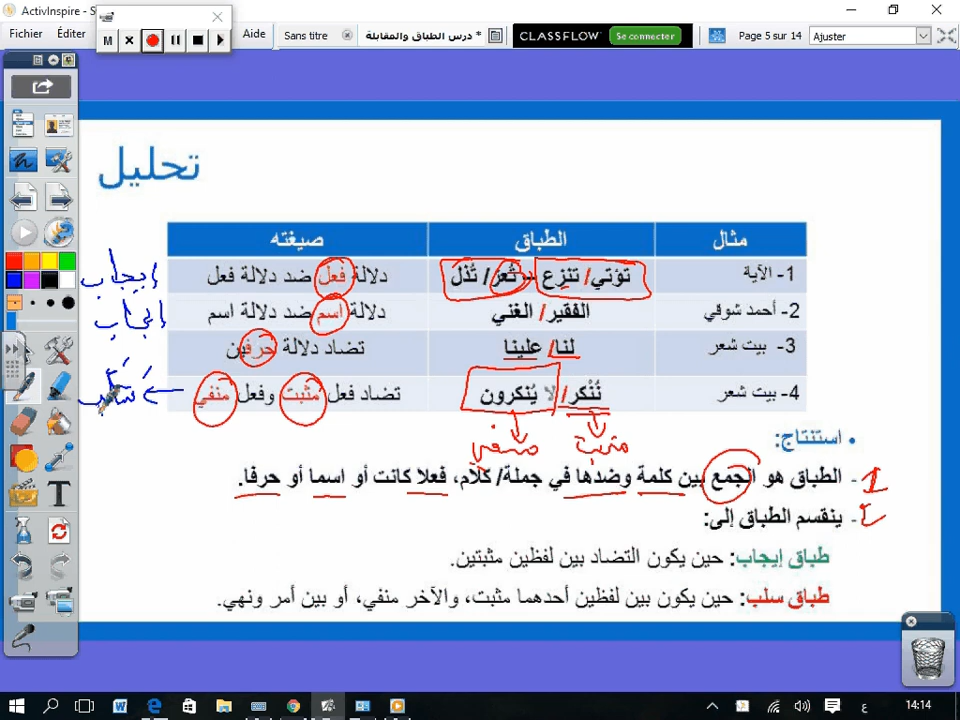 ActivInspire - S
Fichier Éditer Aide
Sans titre
* درس الطباق والمقابلة
CLASSFLOW Se connecter
Page 5 sur 14
Ajuster
M
تحليل
مثال الطباق صيغته
1- الآية تؤتي/ تنزع – تُعز/ تُذل دلالة فعل ضد دلالة فعل إيجاب
2- أحمد شوقي الفقير/ الغني دلالة اسم ضد دلالة اسم إيجاب
3- بيت شعر لنا/ علينا تضاد دلالة حرفين
4- بيت شعر نُنْكر/ لا يُنكرون تضاد فعل مثبت وفعل منفي سلب
مثبت منفي
• استنتاج:
1 - الطباق هو الجمع بين كلمة وضدها في جملة/ كلام، فعلا كانت أو اسما أو حرفا.
2 - ينقسم الطباق إلى:
طباق إيجاب: حين يكون التضاد بين لفظين مثبتين.
طباق سلب: حين يكون بين لفظين أحدهما مثبت، والآخر منفي، أو بين أمر ونهي.
T
ع
14:14